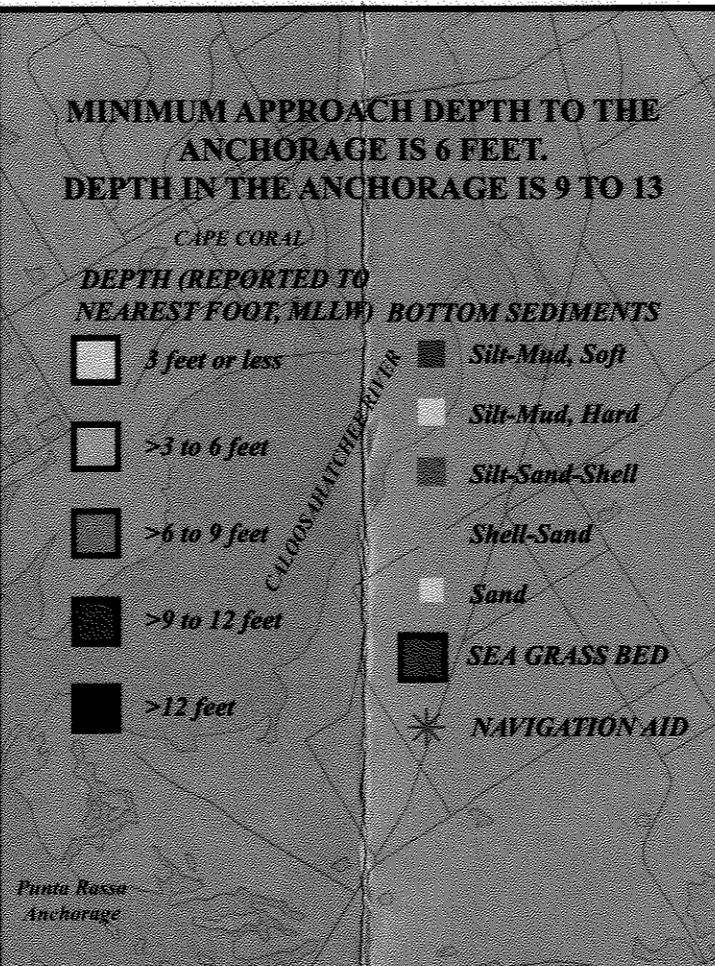 MINIMUM APPROACH DEPTH TO THE
ANCHORAGE IS 6 FEET.
DEPTH IN THE ANCHORAGE IS 9 TO 13
CAPE CORAL
DEPTH (REPORTED TO
NEAREST FOOT, MLLW)
3 feet or less
>3 to 6 feet
>6 to 9 feet
>9 to 12 feet
>12 feet
CALOOSAHATCHEE RIVER
BOTTOM SEDIMENTS
Silt-Mud, Soft
Silt-Mud, Hard
Silt-Sand-Shell
Shell-Sand
Sand
SEA GRASS BED
NAVIGATION AID
Punta Rassa
Anchorage